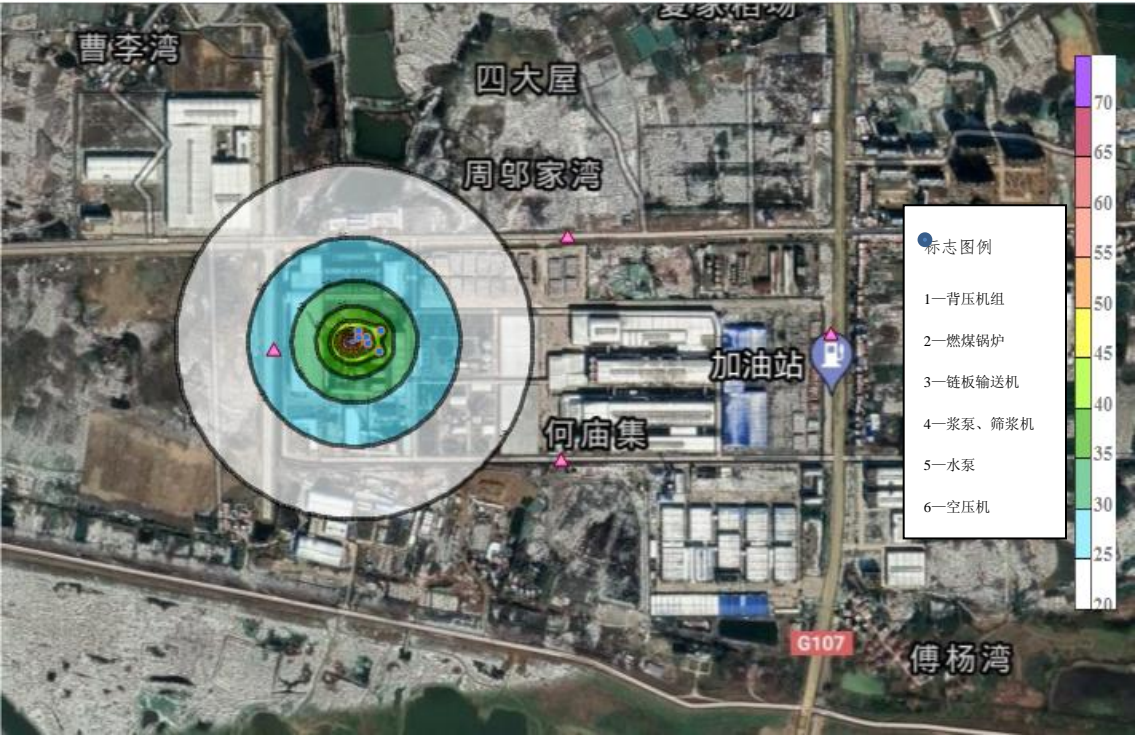 曹李湾
四大屋
周邬家湾
加油站
何庙集
G107
傅杨湾
标志图例
1—背压机组
2—燃煤锅炉
3—链板输送机
4—浆泵、筛浆机
5—水泵
6—空压机
70
65
60
55
50
45
40
35
30
25
20